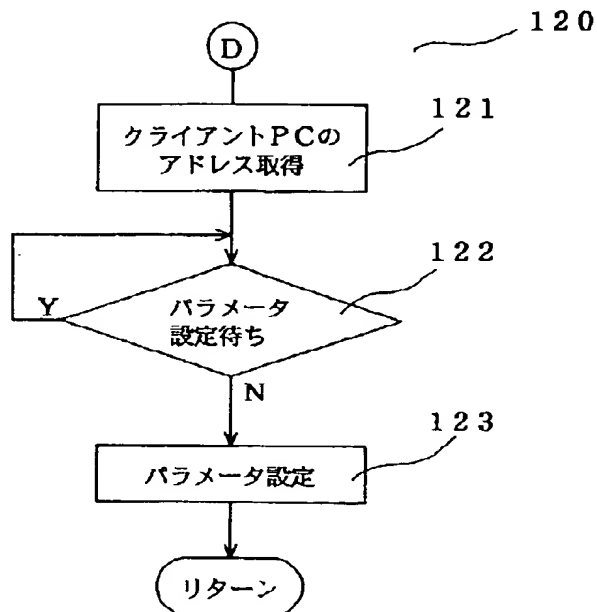 120
D
クライアントPCの
アドレス取得
121
122
Y
パラメータ
設定待ち
N
123
パラメータ設定
リターン